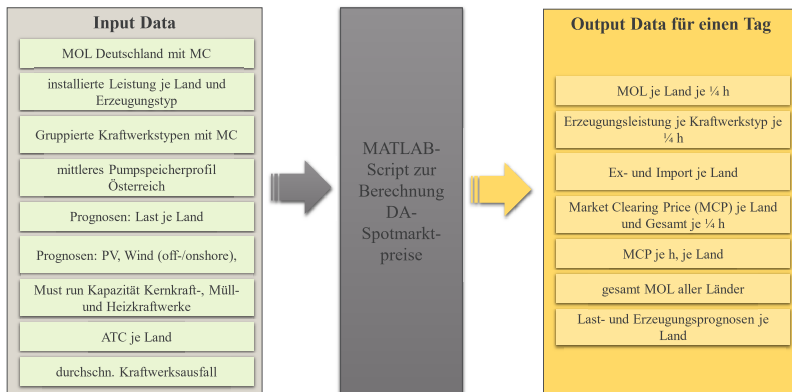 Input Data
MOL Deutschland mit MC
installierte Leistung je Land und
Erzeugungstyp
Gruppierte Kraftwerkstypen mit MC
mittleres Pumpspeicherprofil
Österreich
Prognosen: Last je Land
Prognosen: PV, Wind (off-/onshore),
Must run Kapazität Kernkraft-, Müll-
und Heizkraftwerke
ATC je Land
durchschn. Kraftwerksausfall
MATLAB-
Script zur
Berechnung
DA-
Spotmarkt-
preise
Output Data für einen Tag
MOL je Land je ¼ h
Erzeugungsleistung je Kraftwerkstyp je
¼ h
Ex- und Import je Land
Market Clearing Price (MCP) je Land
und Gesamt je ¼ h
MCP je h, je Land
gesamt MOL aller Länder
Last- und Erzeugungsprognosen je
Land